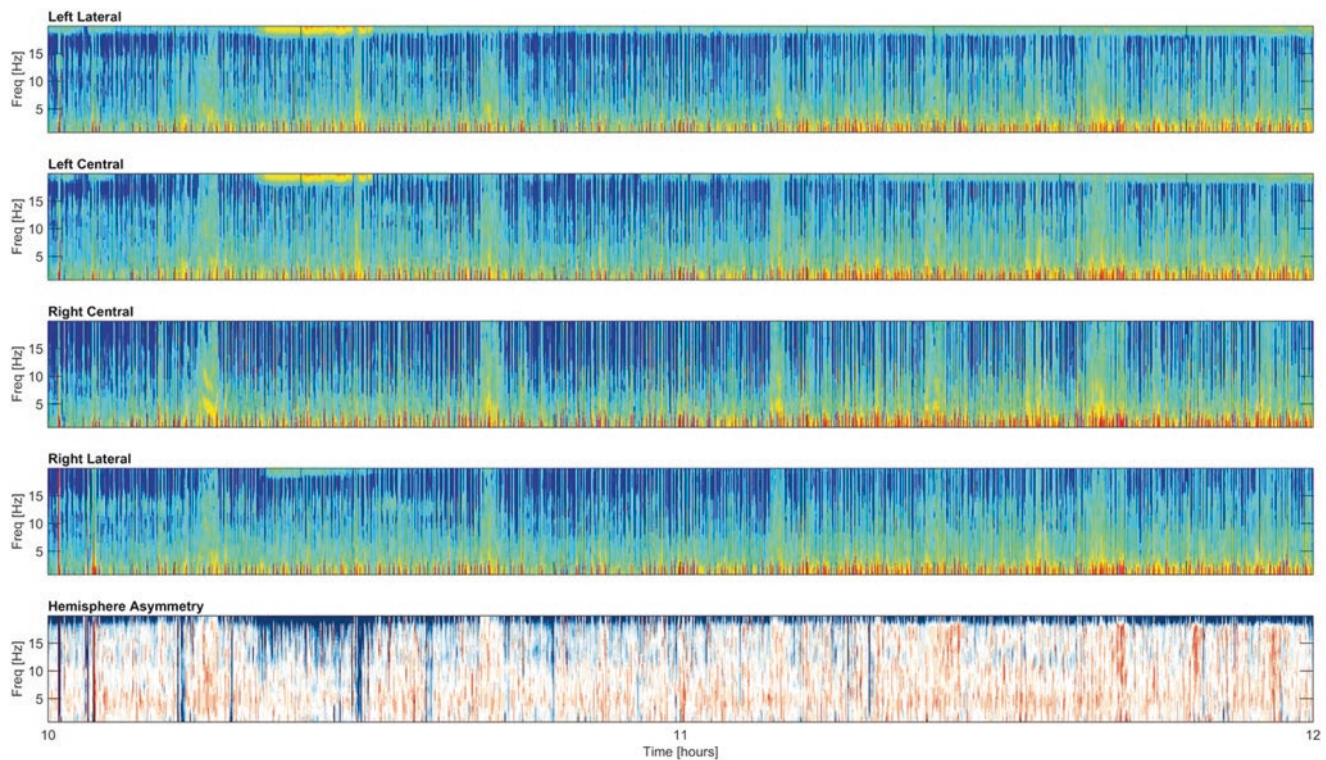 Left Lateral
Freq [Hz]
15
10
5
Left Central
Freq [Hz]
15
10
5
Right Central
Freq [Hz]
15
10
5
Right Lateral
Freq [Hz]
15
10
5
Hemisphere Asymmetry
Freq [Hz]
15
10
5
10
11
12
Time [hours]